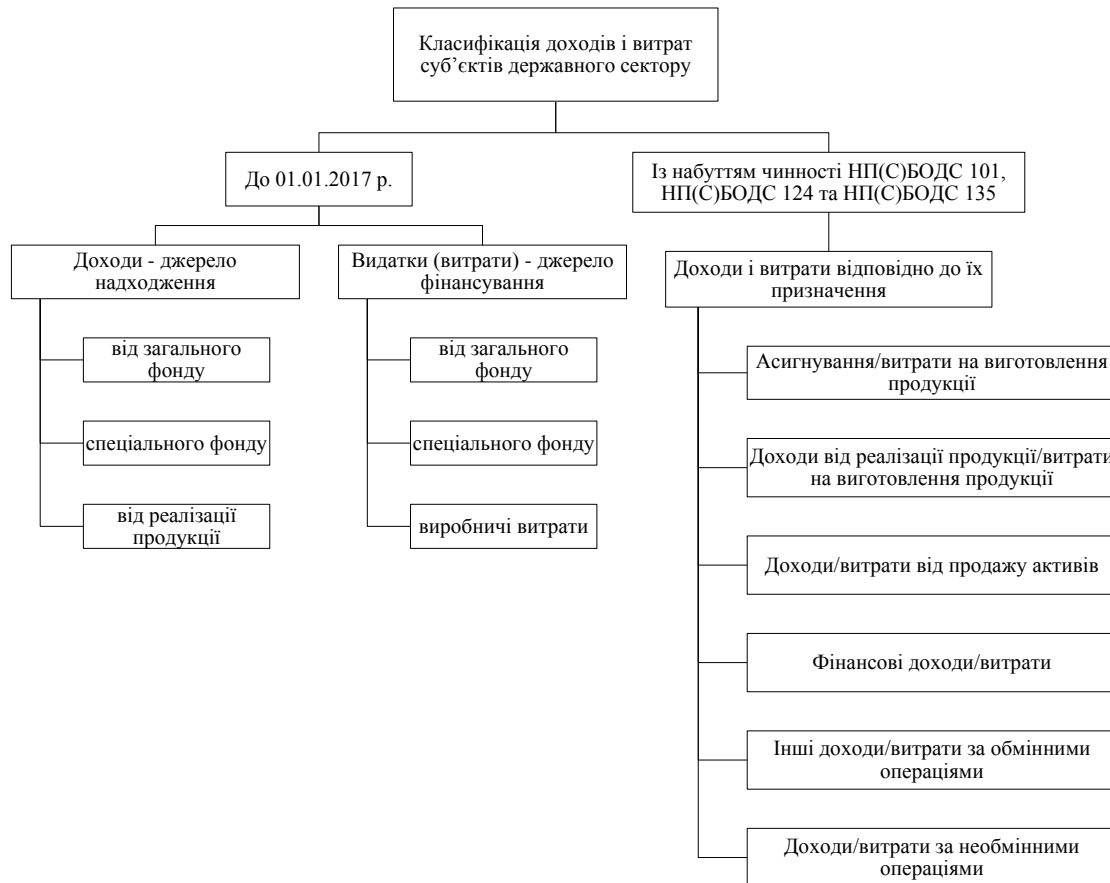 Класифікація доходів і витрат
суб’єктів державного сектору
До 01.01.2017 р.
Із набуттям чинності НП(С)БОДС 101,
НП(С)БОДС 124 та НП(С)БОДС 135
Доходи - джерело
надходження
від загального
фонду
спеціального фонду
від реалізації
продукції
Видатки (витрати) - джерело
фінансування
від загального
фонду
спеціального фонду
виробничі витрати
Доходи і витрати відповідно до їх
призначення
Асигнування/витрати на виготовлення
продукції
Доходи від реалізації продукції/витрати
на виготовлення продукції
Доходи/витрати від продажу активів
Фінансові доходи/витрати
Інші доходи/витрати за обмінними
операціями
Доходи/витрати за необмінними
операціями